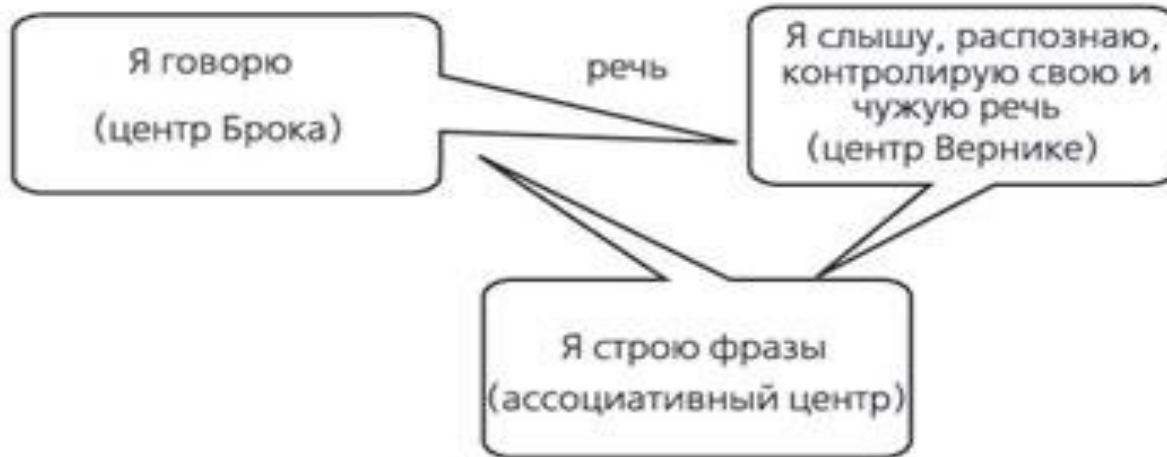 Я говорю
(центр Брока)
речь
Я слышу, распознаю,
контролирую свою и
чужую речь
(центр Вернике)
Я строю фразы
(ассоциативный центр)